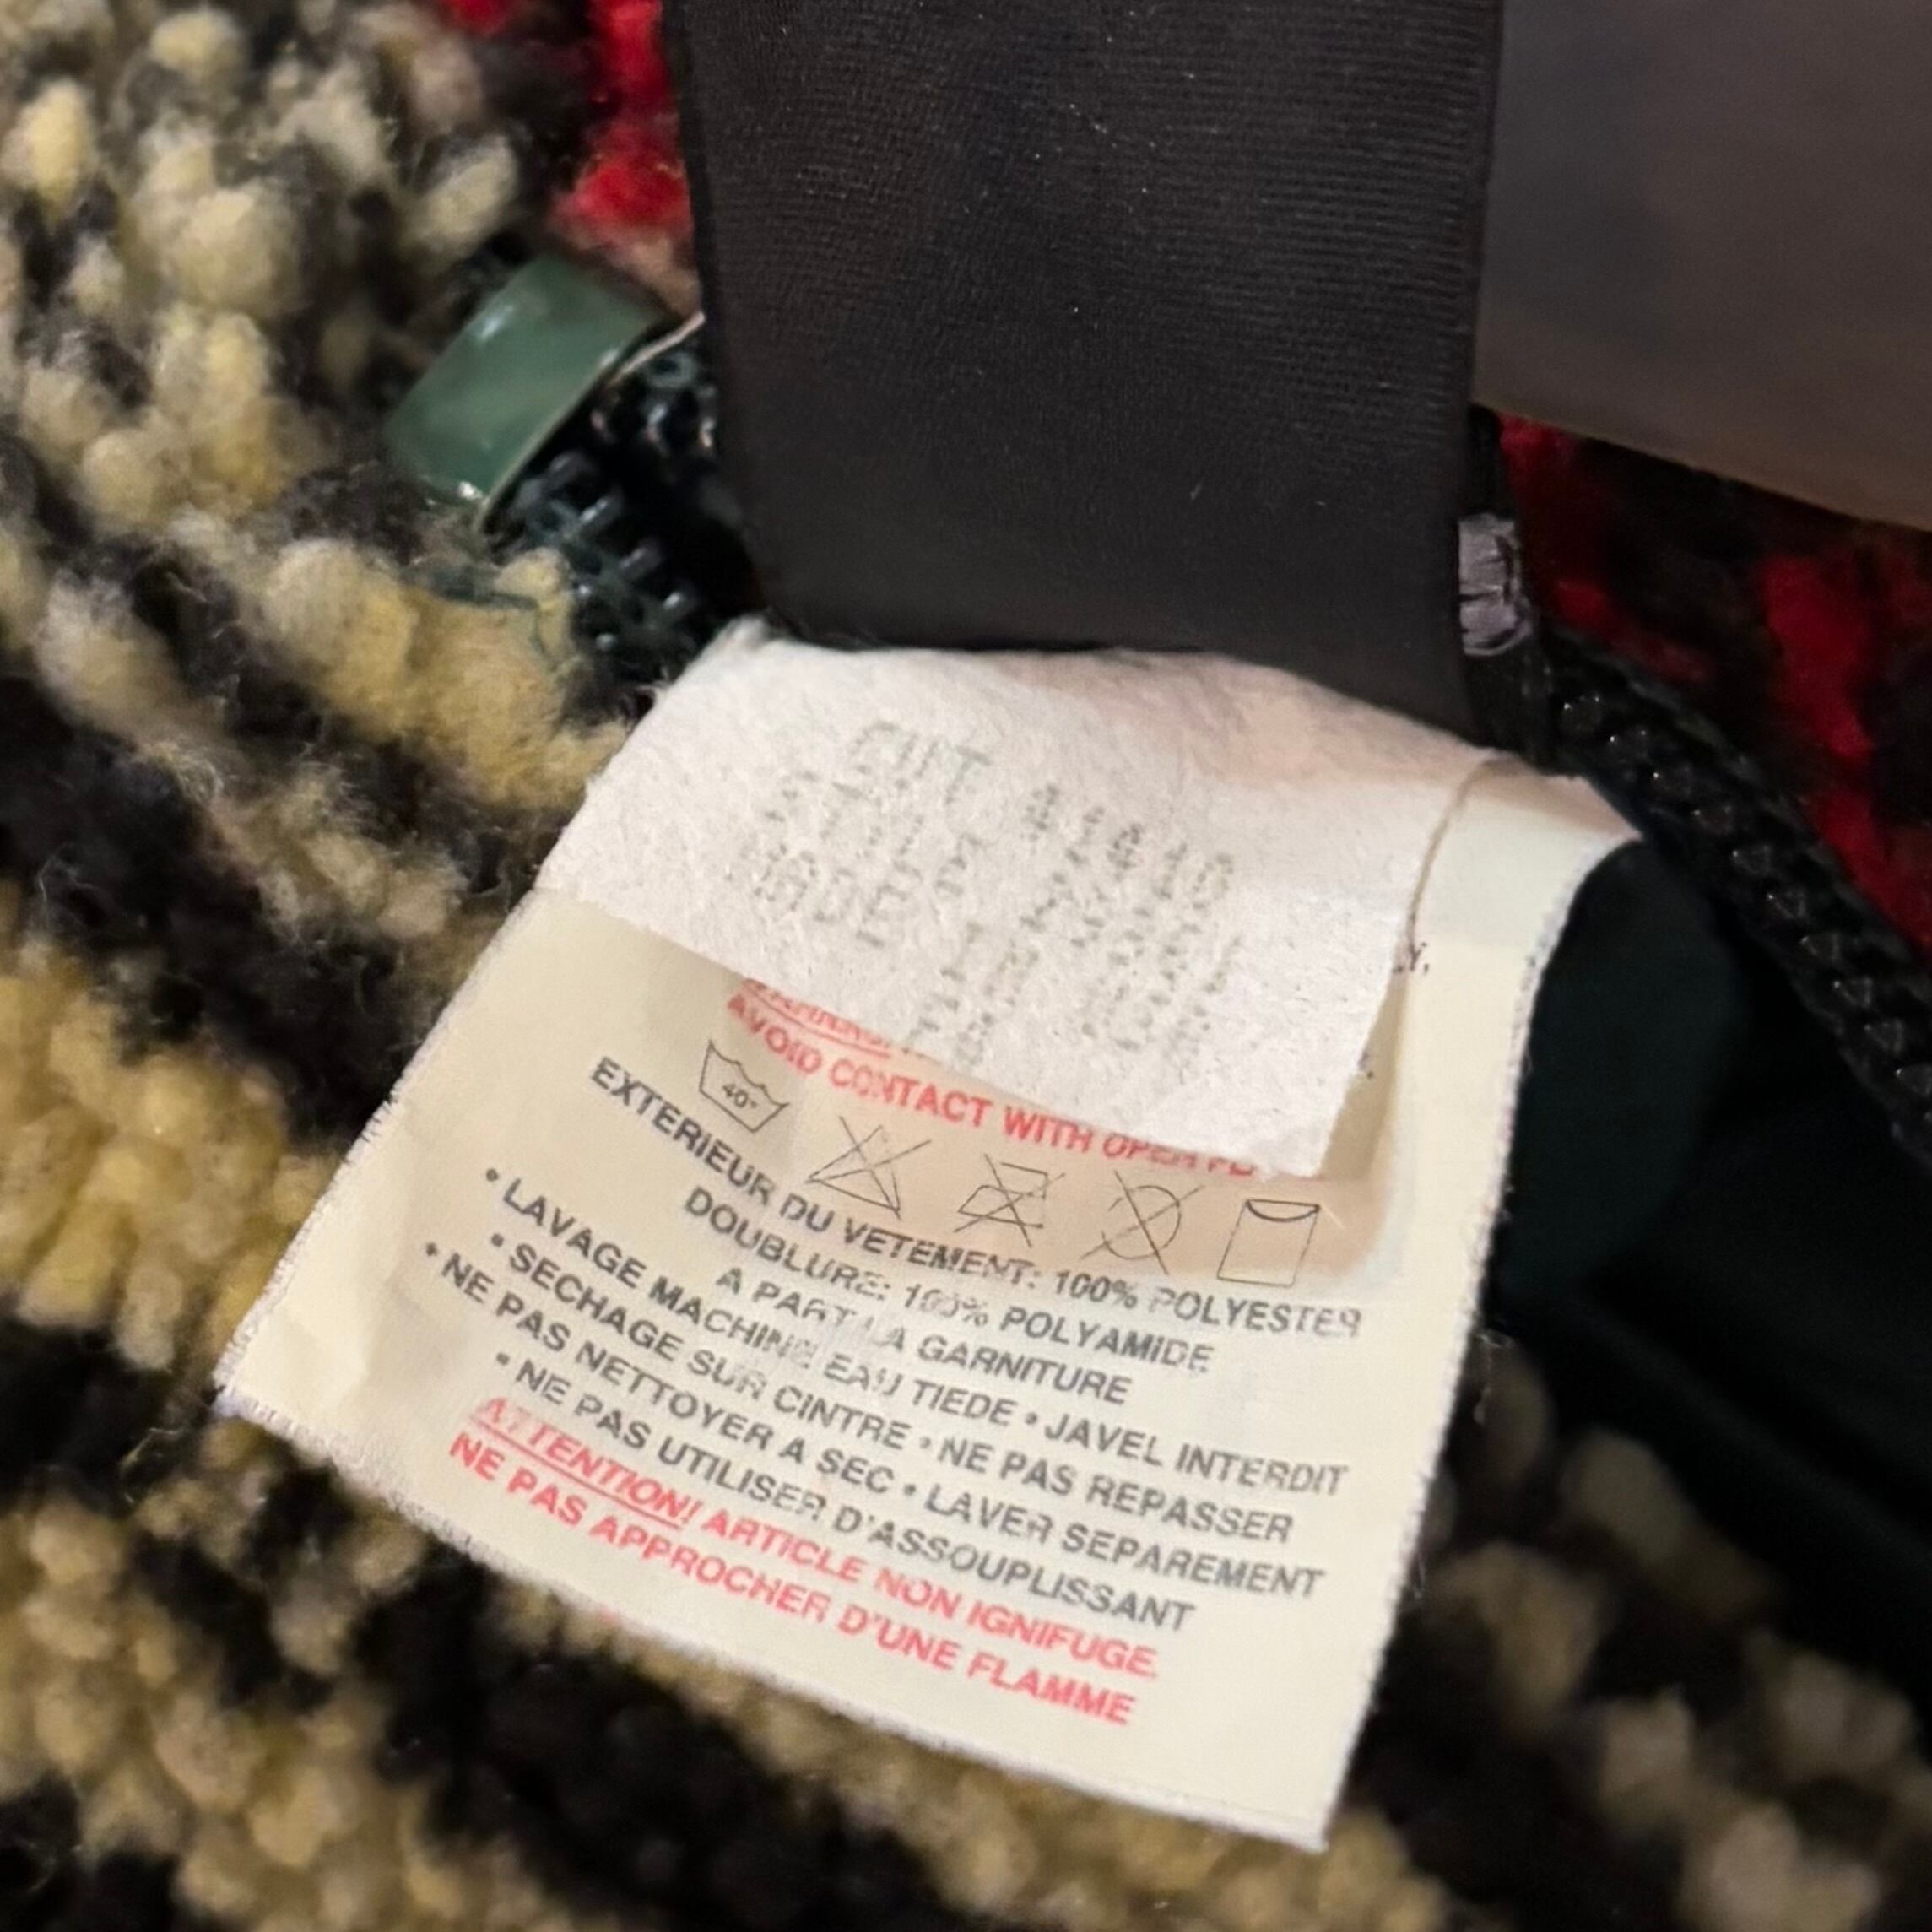 CUT
STYLE
MADE IN
AVOID CONTACT WITH OPEN
40°
EXTERIEUR DU VETEMENT: 100% POLYESTER
DOUBLURE: 100% POLYAMIDE
A PART LA GARNITURE
• LAVAGE MACHINE EAU TIEDE • JAVEL INTERDIT
• SECHAGE SUR CINTRE • NE PAS REPASSER
• NE PAS NETTOYER A SEC • LAVER SEPAREMENT
• NE PAS UTILISER D'ASSOUPLISSANT
ATTENTION! ARTICLE NON IGNIFUGE.
NE PAS APPROCHER D'UNE FLAMME